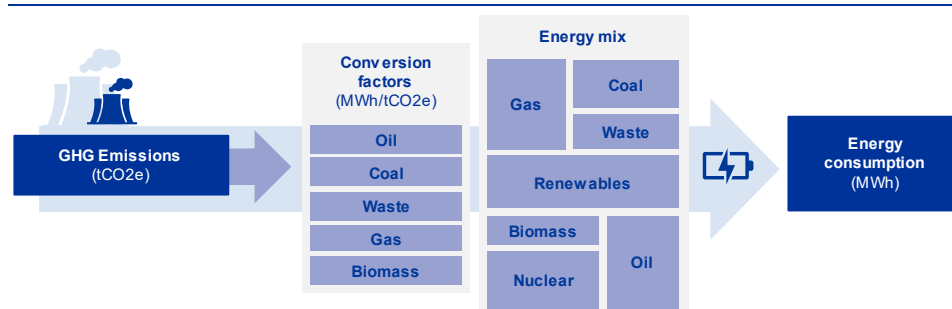 GHG Emissions
(tCO2e)
Conversion
factors
(MWh/tCO2e)
Oil
Coal
Waste
Gas
Biomass
Energy mix
Gas
Coal
Waste
Renewables
Biomass
Nuclear
Oil
Energy
consumption
(MWh)